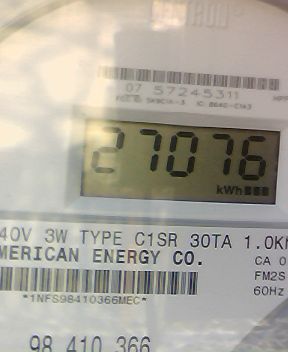 07 57245311
27076
kWh
40V 3W TYPE C1SR 30TA 1.0K
MERICAN ENERGY CO.
CA 0
FM2S
60Hz
*1NFS98410366MEC*
98 410 366